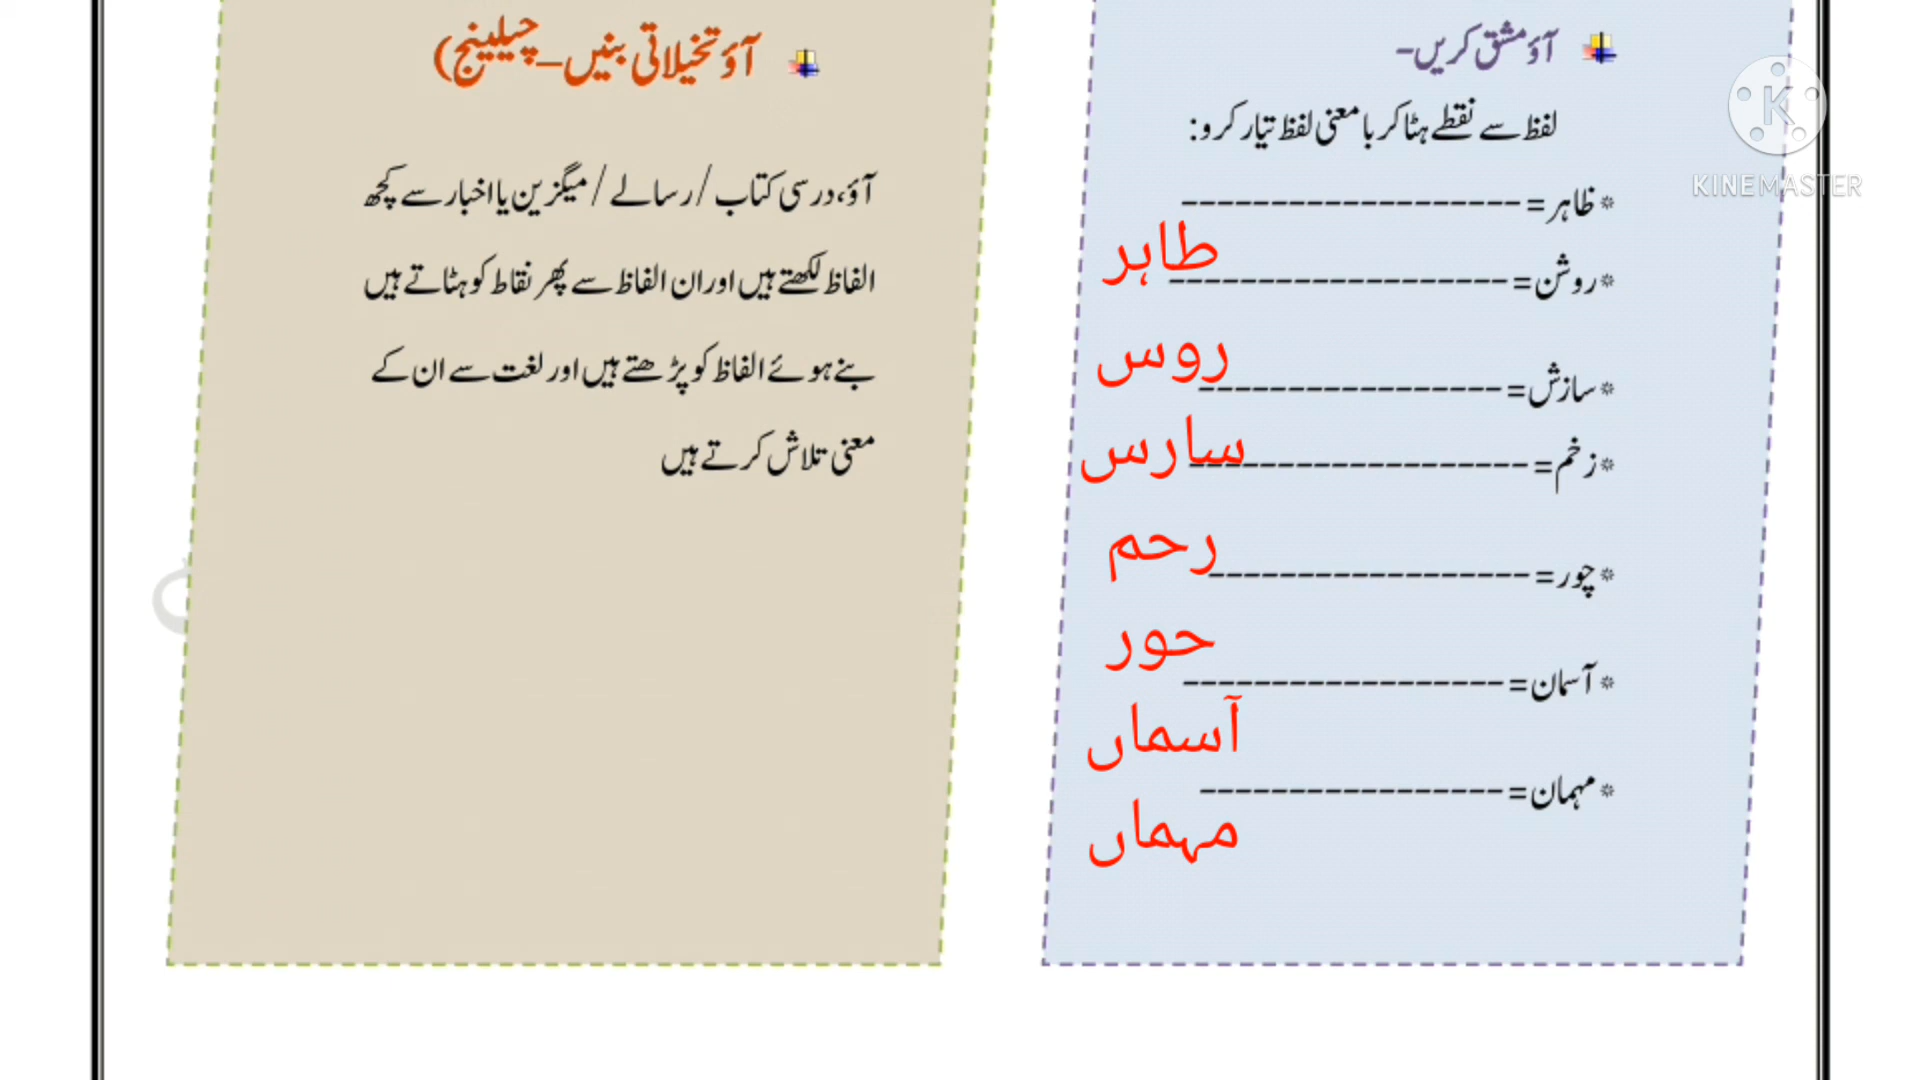 آؤ مشق کریں-
لفظ سے نقطے ہٹا کر با معنی لفظ تیار کرو:
* ظاہر = -------------------
طاہر
* روشن = -------------------
روس
* سازش = -----------------
سارس
* زخم = -------------------
رحم
* چور = ------------------
حور
* آسمان = ------------------
آسماں
* مہمان = -----------------
مہماں
آؤ تخیلاتی بنیں–چیلینج)
آؤ،درسی کتاب /رسالے / میگزین یا اخبار سے کچھ
الفاظ لکھتے ہیں اور ان الفاظ سے پھر نقاط کو ہٹاتے ہیں
بنے ہوئے الفاظ کو پڑھتے ہیں اور لغت سے ان کے
معنی تلاش کرتے ہیں
KINEMASTER